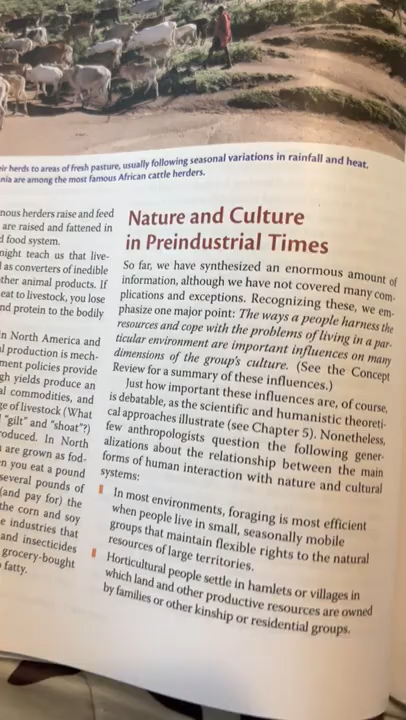 ir herds to areas of fresh pasture, usually following seasonal variations in rainfall and heat.
nia are among the most famous African cattle herders.
nous herders raise and feed
are raised and fattened in
d food system.
night teach us that live-
l as converters of inedible
ther animal products. If
eat to livestock, you lose
nd protein to the bodily
n North America and
l production is mech-
ment policies provide
gh yields produce an
al commodities, and
ge of livestock (What
l "gilt" and "shoat"?)
roduced. In North
are grown as fod-
n you eat a pound
several pounds of
(and pay for) the
the corn and soy
e industries that
and insecticides
grocery-bought
fatty.
Nature and Culture
in Preindustrial Times
So far, we have synthesized an enormous amount of
information, although we have not covered many com-
plications and exceptions. Recognizing these, we em-
phasize one major point: The ways a people harness the
resources and cope with the problems of living in a par-
ticular environment are important influences on many
dimensions of the group's culture. (See the Concept
Review for a summary of these influences.)
Just how important these influences are, of course,
is debatable, as the scientific and humanistic theoreti-
cal approaches illustrate (see Chapter 5). Nonetheless,
few anthropologists question the following gener-
alizations about the relationship between the main
forms of human interaction with nature and cultural
systems:
In most environments, foraging is most efficient
when people live in small, seasonally mobile
groups that maintain flexible rights to the natural
resources of large territories.
Horticultural people settle in hamlets or villages in
which land and other productive resources are owned
by families or other kinship or residential groups.